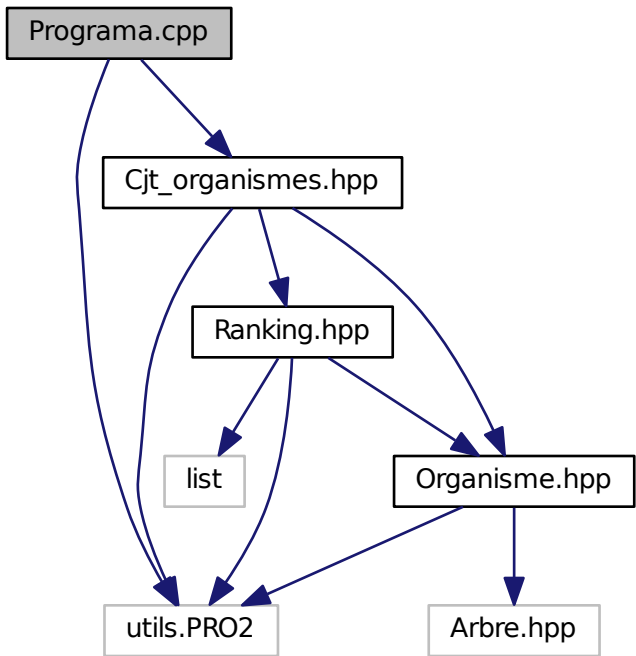 Programa.cpp
Cjt_organismes.hpp
Ranking.hpp
list
Organisme.hpp
utils.PRO2
Arbre.hpp